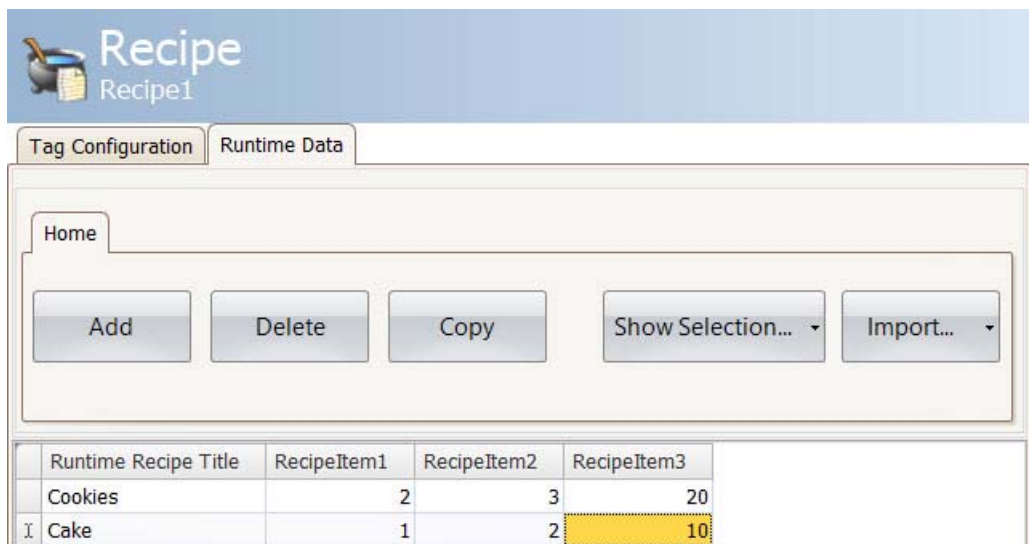 Recipe
Recipe1
Tag Configuration Runtime Data
Home
Add Delete Copy Show Selection... Import...
Runtime Recipe Title RecipeItem1 RecipeItem2 RecipeItem3
Cookies 2 3 20
Cake 1 2 10